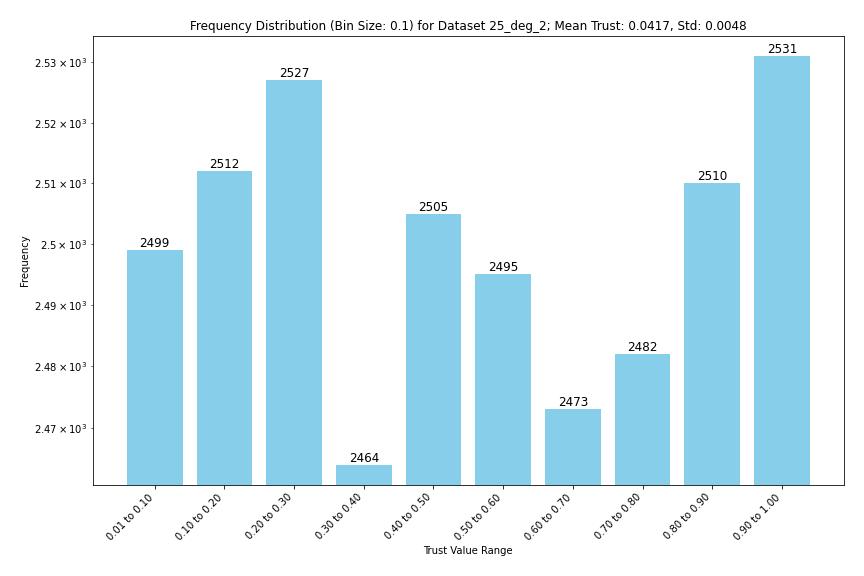 Frequency Distribution (Bin Size: 0.1) for Dataset 25_deg_2; Mean Trust: 0.0417, Std: 0.0048
2.53 × 10³
2.52 × 10³
2.51 × 10³
2.5 × 10³
2.49 × 10³
2.48 × 10³
2.47 × 10³
Frequency
2499
2512
2527
2464
2505
2495
2473
2482
2510
2531
0.01 to 0.10
0.10 to 0.20
0.20 to 0.30
0.30 to 0.40
0.40 to 0.50
0.50 to 0.60
0.60 to 0.70
0.70 to 0.80
0.80 to 0.90
0.90 to 1.00
Trust Value Range